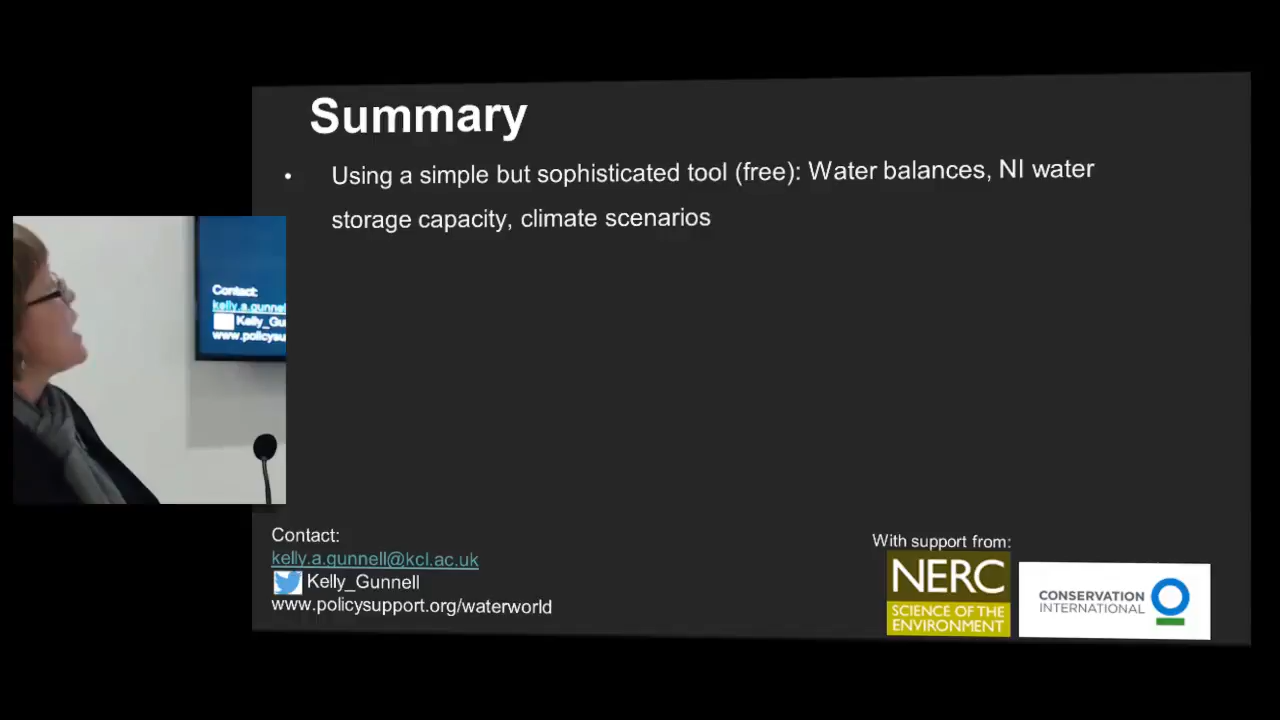 Summary
• Using a simple but sophisticated tool (free): Water balances, NI water
storage capacity, climate scenarios
Contact:
kelly.a.gunnel
Kelly_Gu
www.policysu
Contact:
kelly.a.gunnell@kcl.ac.uk
Kelly_Gunnell
www.policysupport.org/waterworld
With support from:
NERC
SCIENCE OF THE
ENVIRONMENT
CONSERVATION
INTERNATIONAL